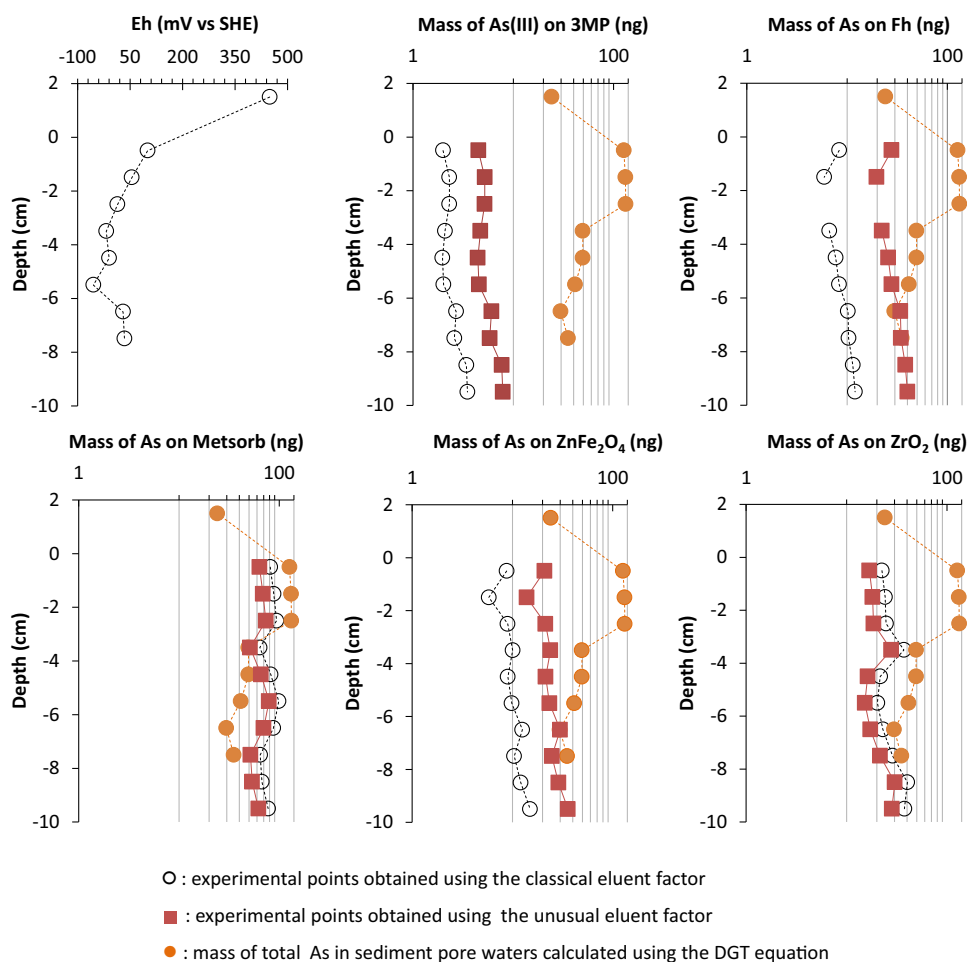 Eh (mV vs SHE)
-100 50 200 350 500
2
0
-2
-4
-6
-8
-10
Depth (cm)
Mass of As(III) on 3MP (ng)
1 100
2
0
-2
-4
-6
-8
-10
Depth (cm)
Mass of As on Fh (ng)
1 100
2
0
-2
-4
-6
-8
-10
Depth (cm)
Mass of As on Metsorb (ng)
1 100
2
0
-2
-4
-6
-8
-10
Depth (cm)
Mass of As on ZnFe₂O₄ (ng)
1 100
2
0
-2
-4
-6
-8
-10
Depth (cm)
Mass of As on ZrO₂ (ng)
1 100
2
0
-2
-4
-6
-8
-10
Depth (cm)
: experimental points obtained using the classical eluent factor
: experimental points obtained using the unusual eluent factor
: mass of total As in sediment pore waters calculated using the DGT equation